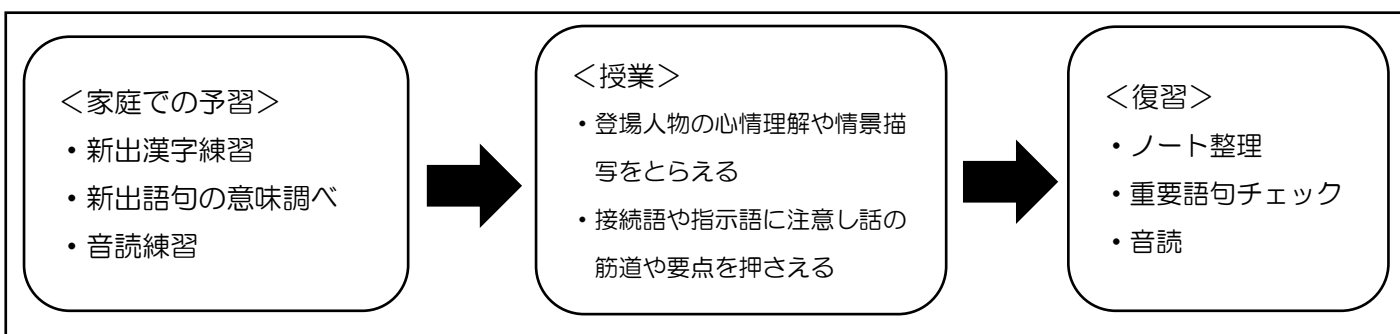 <家庭での予習>
・新出漢字練習
・新出語句の意味調べ
・音読練習
<授業>
・登場人物の心情理解や情景描
写をとらえる
・接続語や指示語に注意し話の
筋道や要点を押さえる
<復習>
・ノート整理
・重要語句チェック
・音読